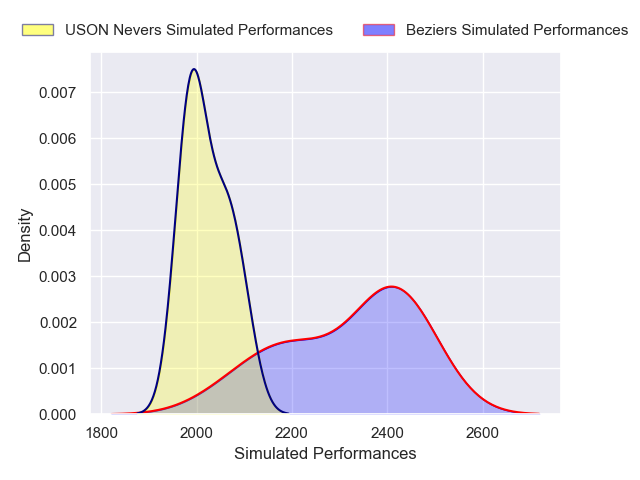 USON Nevers Simulated Performances
Beziers Simulated Performances
0.007
0.006
0.005
0.004
0.003
0.002
0.001
0.000
Density
1800 2000 2200 2400 2600
Simulated Performances